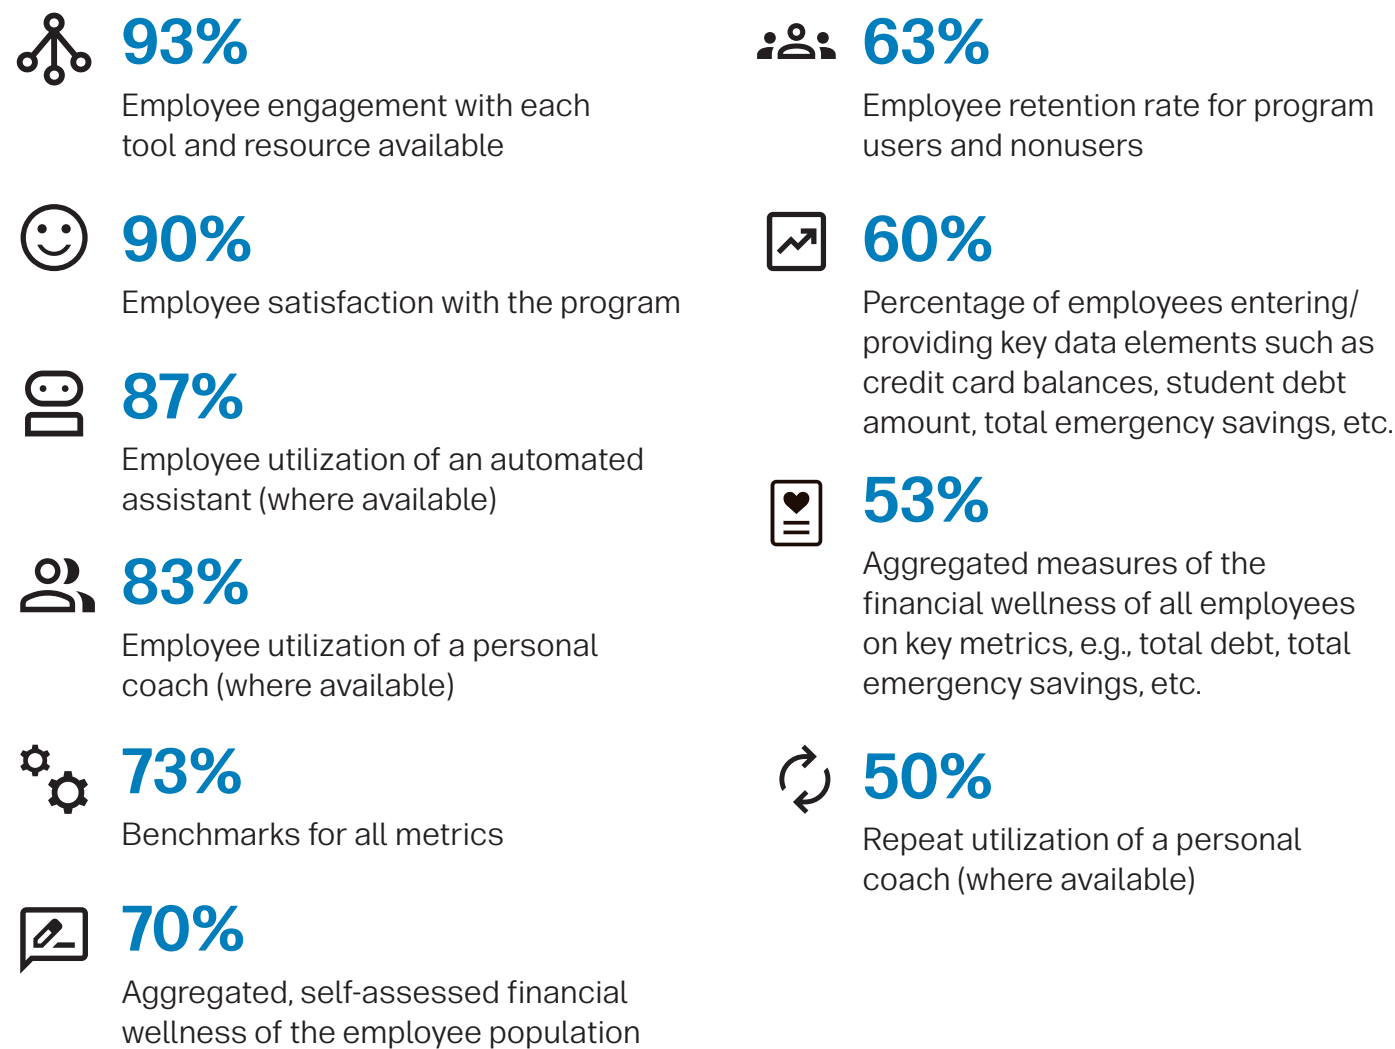 93%
Employee engagement with each
tool and resource available
90%
Employee satisfaction with the program
87%
Employee utilization of an automated
assistant (where available)
83%
Employee utilization of a personal
coach (where available)
73%
Benchmarks for all metrics
70%
Aggregated, self-assessed financial
wellness of the employee population
63%
Employee retention rate for program
users and nonusers
60%
Percentage of employees entering/
providing key data elements such as
credit card balances, student debt
amount, total emergency savings, etc.
53%
Aggregated measures of the
financial wellness of all employees
on key metrics, e.g., total debt, total
emergency savings, etc.
50%
Repeat utilization of a personal
coach (where available)